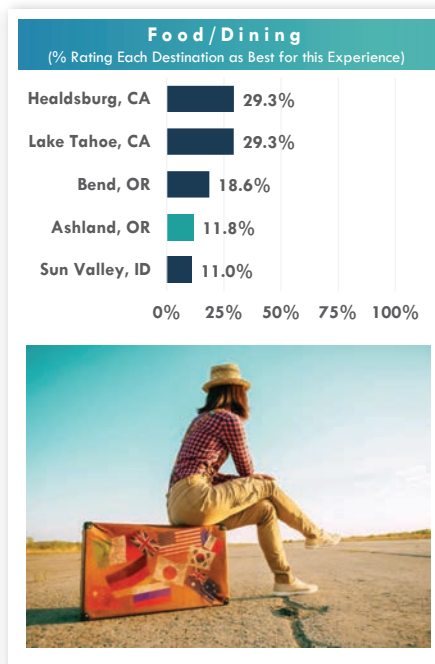 Food/Dining
(% Rating Each Destination as Best for this Experience)
Healdsburg, CA 29.3%
Lake Tahoe, CA 29.3%
Bend, OR 18.6%
Ashland, OR 11.8%
Sun Valley, ID 11.0%
0% 25% 50% 75% 100%